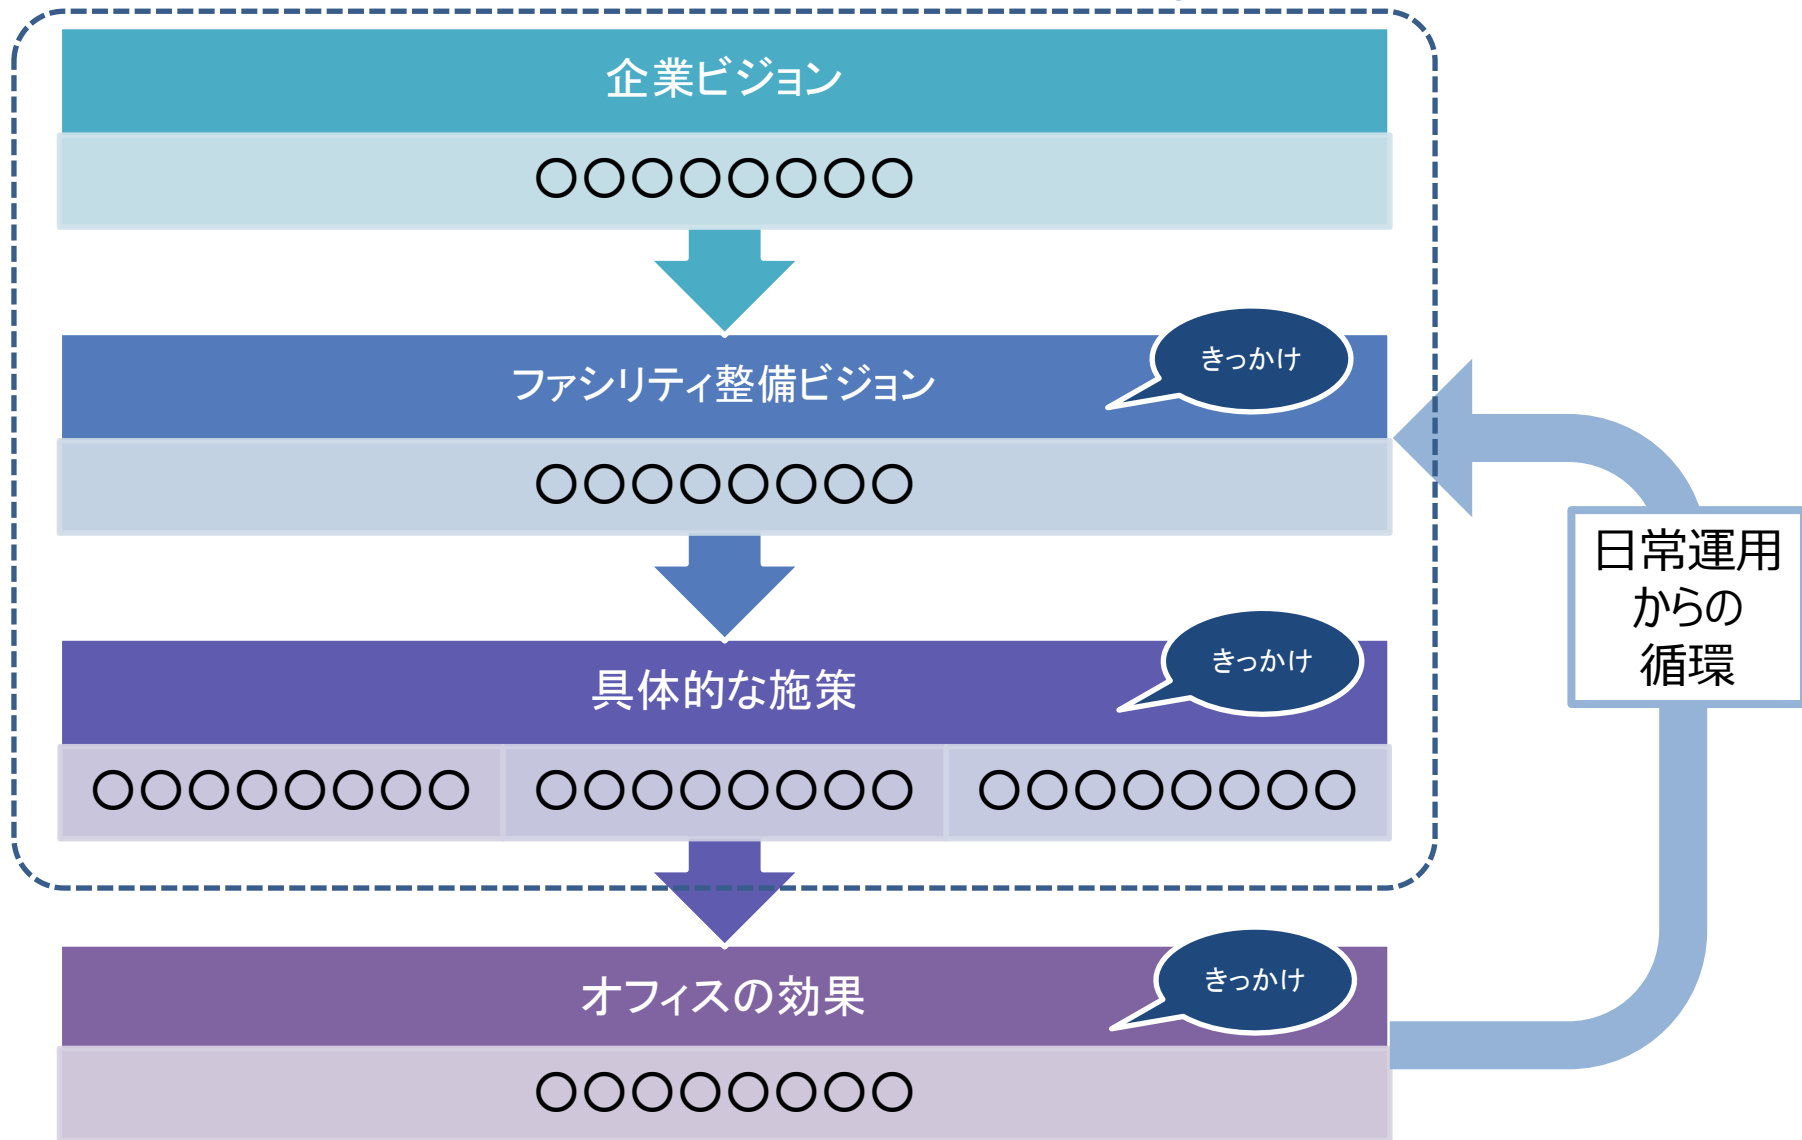 企業ビジョン
○○○○○○○○
ファシリティ整備ビジョン
きっかけ
○○○○○○○○
日常運用
からの
循環
具体的な施策
きっかけ
○○○○○○○○ ○○○○○○○○ ○○○○○○○○
オフィスの効果
きっかけ
○○○○○○○○